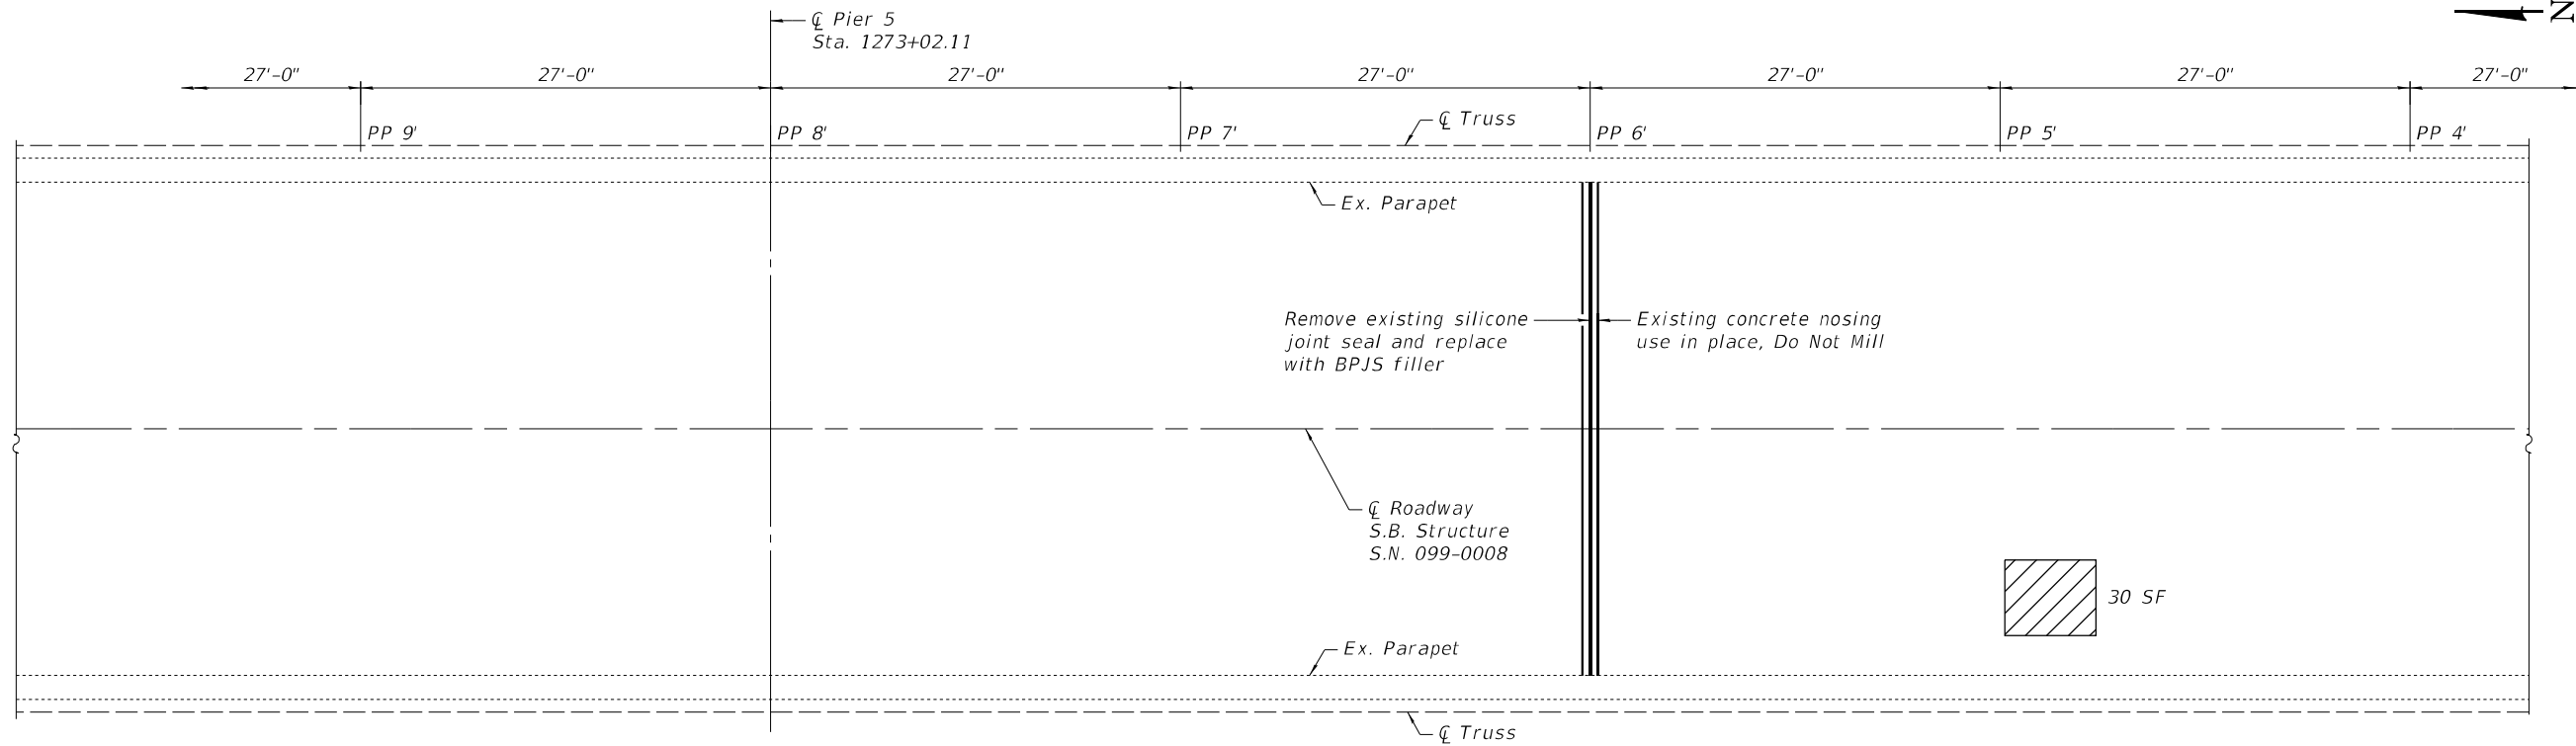 ℄ Pier 5
Sta. 1273+02.11
N
27'-0" 27'-0" 27'-0" 27'-0" 27'-0" 27'-0" 27'-0"
℄ Truss
PP 9' PP 8' PP 7' PP 6' PP 5' PP 4'
Ex. Parapet
Remove existing silicone
joint seal and replace
with BPJS filler
Existing concrete nosing
use in place, Do Not Mill
℄ Roadway
S.B. Structure
S.N. 099-0008
30 SF
Ex. Parapet
℄ Truss